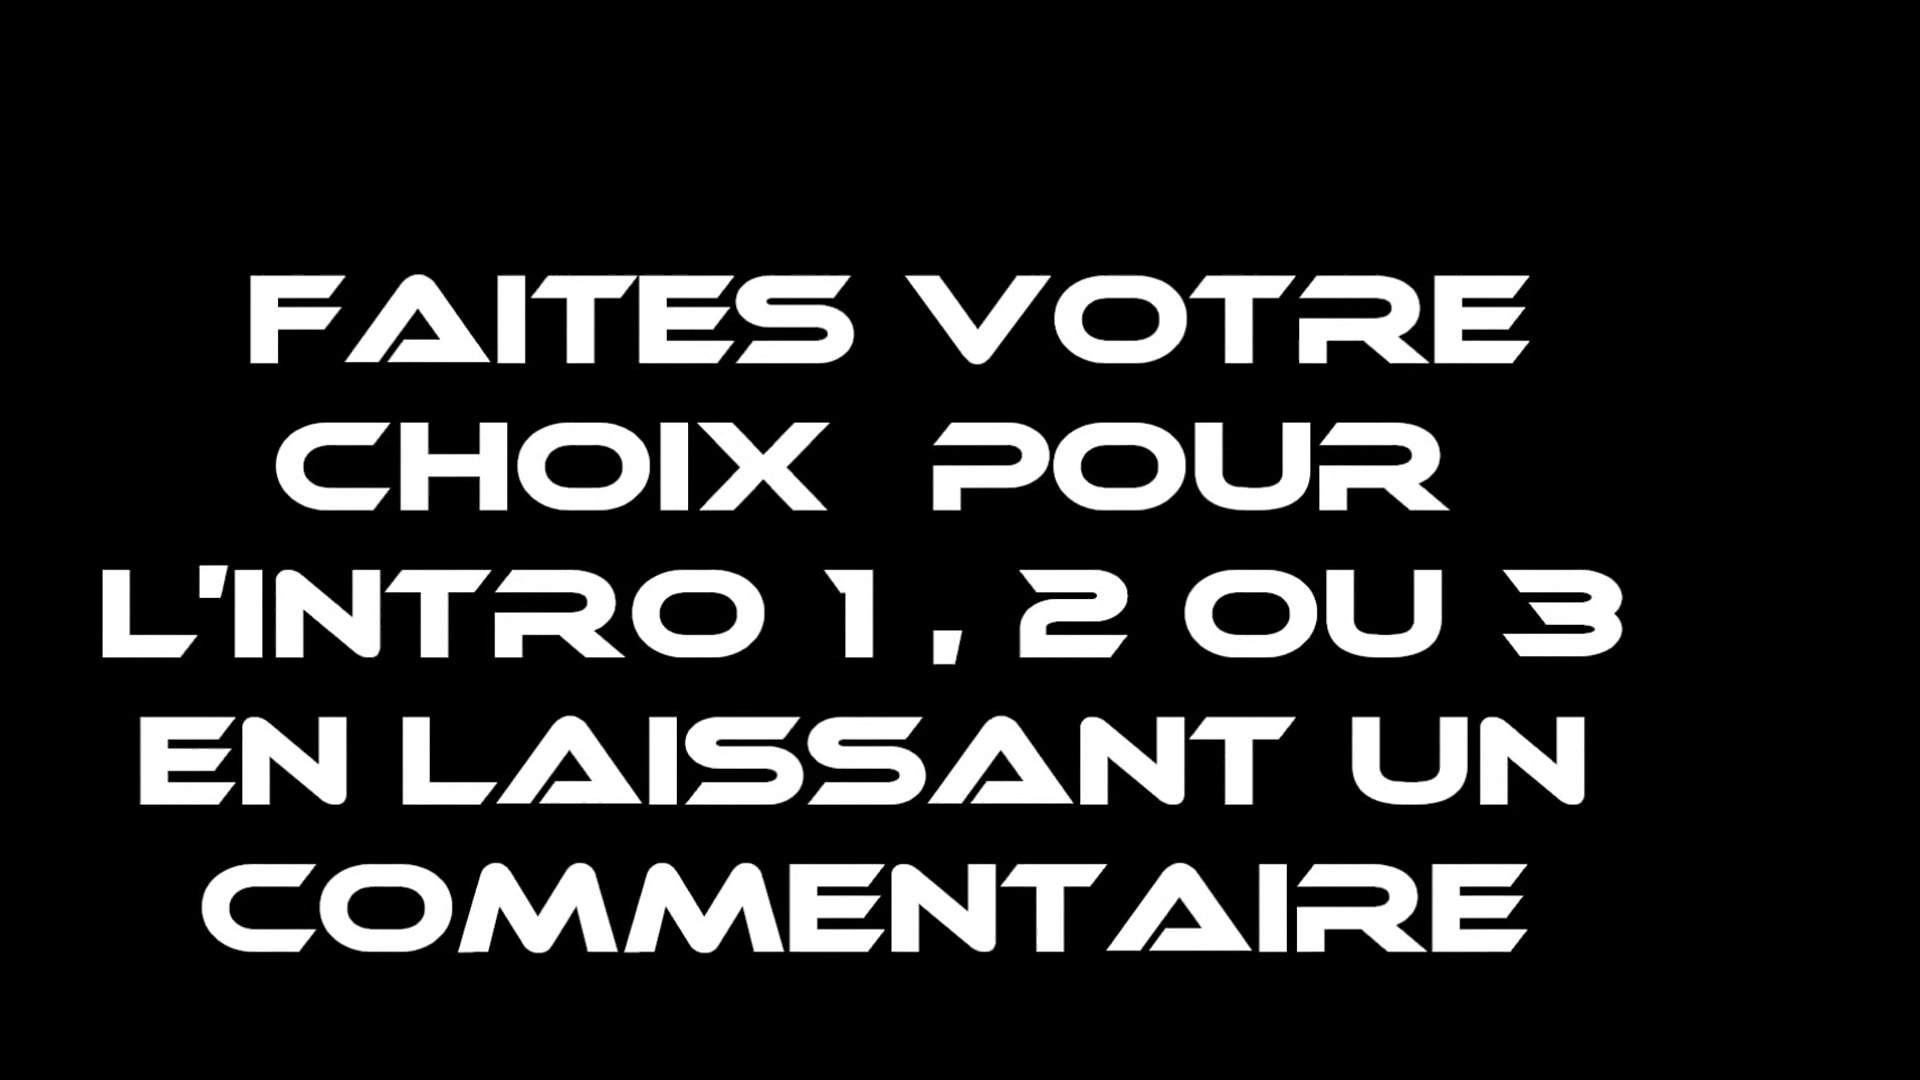 FAITES VOTRE
CHOIX POUR
L'INTRO 1 , 2 OU 3
EN LAISSANT UN
COMMENTAIRE